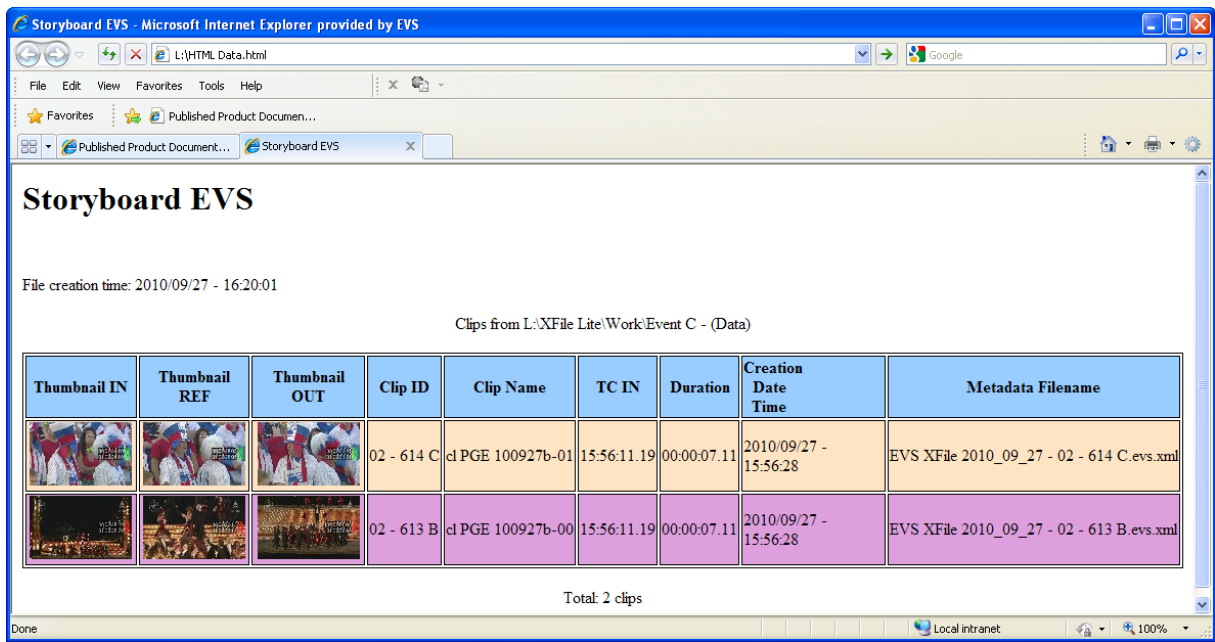 Storyboard EVS - Microsoft Internet Explorer provided by EVS
L:\HTML Data.html
Google
File Edit View Favorites Tools Help
Favorites Published Product Documen...
Published Product Document... Storyboard EVS
Storyboard EVS
File creation time: 2010/09/27 - 16:20:01
Clips from L:\XFile Lite\Work\Event C - (Data)
Thumbnail IN Thumbnail REF Thumbnail OUT Clip ID Clip Name TC IN Duration Creation Date Time Metadata Filename
02 - 614 C cl PGE 100927b-01 15:56:11.19 00:00:07.11 2010/09/27 - 15:56:28 EVS XFile 2010_09_27 - 02 - 614 C.evs.xml
02 - 613 B cl PGE 100927b-00 15:56:11.19 00:00:07.11 2010/09/27 - 15:56:28 EVS XFile 2010_09_27 - 02 - 613 B.evs.xml
Total: 2 clips
Done Local intranet 100%